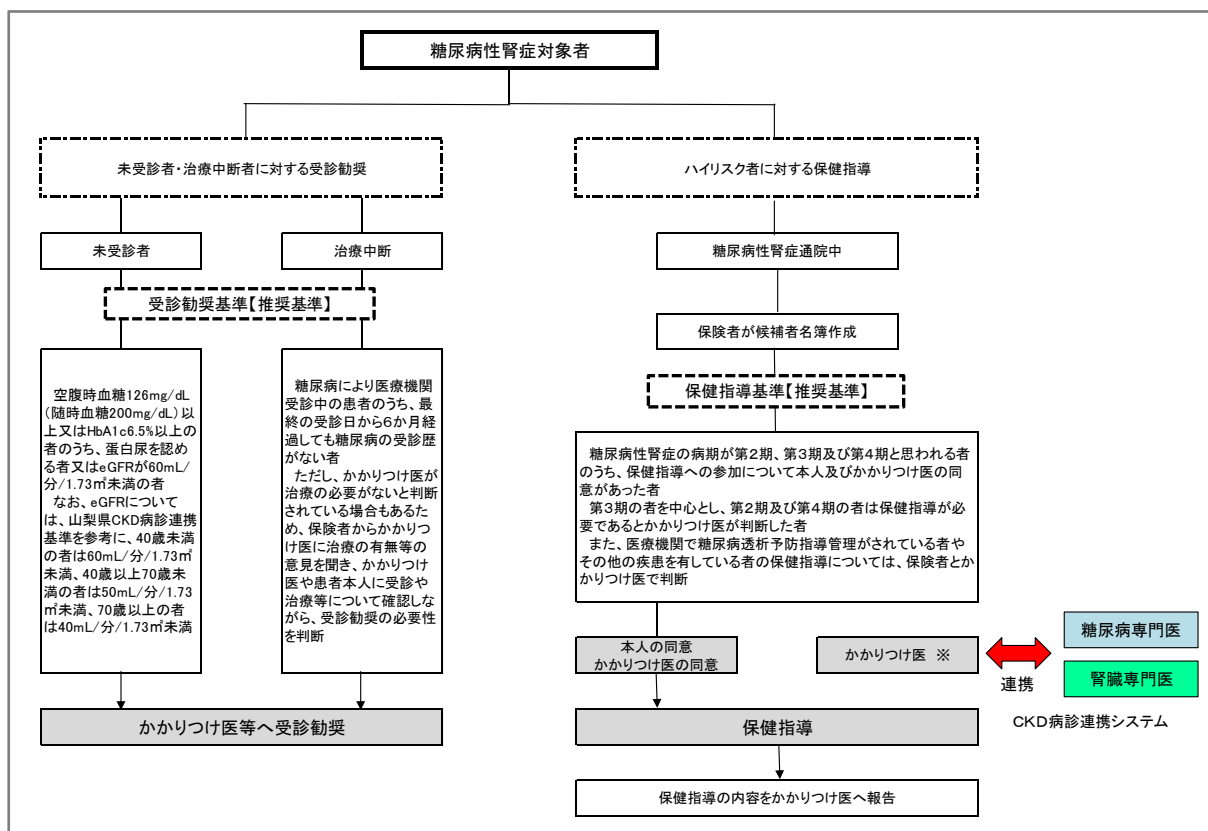 糖尿病性腎症対象者
未受診者・治療中断者に対する受診勧奨
ハイリスク者に対する保健指導
未受診者
治療中断
糖尿病性腎症通院中
受診勧奨基準【推奨基準】
保険者が候補者名簿作成
保健指導基準【推奨基準】
空腹時血糖126mg/dL
(随時血糖200mg/dL)以
上又はHbA1c6.5%以上の
者のうち、蛋白尿を認め
る者又はeGFRが60mL/
分/1.73㎡未満の者
なお、eGFRについて
は、山梨県CKD病診連携
基準を参考に、40歳未満
の者は60mL/分/1.73㎡
未満、40歳以上70歳未
満の者は50mL/分/1.73
㎡未満、70歳以上の者
は40mL/分/1.73㎡未満
糖尿病により医療機関
受診中の患者のうち、最
終の受診日から6か月経
過しても糖尿病の受診歴
がない者
ただし、かかりつけ医が
治療の必要がないと判断
されている場合もあるた
め、保険者からかかりつ
け医に治療の有無等の
意見を聞き、かかりつけ
医や患者本人に受診や
治療等について確認しな
がら、受診勧奨の必要性
を判断
糖尿病性腎症の病期が第2期、第3期及び第4期と思われる者
のうち、保健指導への参加について本人及びかかりつけ医の同
意があった者
第3期の者を中心とし、第2期及び第4期の者は保健指導が必
要であるとかかりつけ医が判断した者
また、医療機関で糖尿病透析予防指導管理がされている者や
その他の疾患を有している者の保健指導については、保険者とか
かりつけ医で判断
本人の同意
かかりつけ医の同意
かかりつけ医 ※
連携
糖尿病専門医
腎臓専門医
CKD病診連携システム
かかりつけ医等へ受診勧奨
保健指導
保健指導の内容をかかりつけ医へ報告